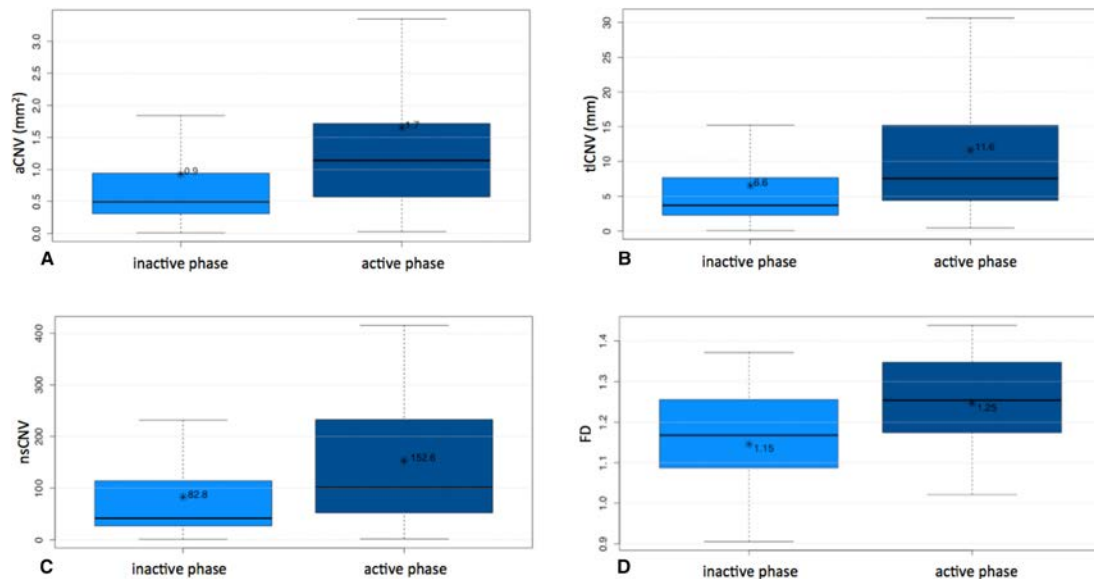 aCNV (mm²)
3.0
2.5
2.0
1.5
1.0
0.5
0.0
0.9
1.7
A
inactive phase
active phase
tlCNV (mm)
30
25
20
15
10
5
0
6.6
11.6
B
inactive phase
active phase
nsCNV
400
300
200
100
0
82.8
152.6
C
inactive phase
active phase
FD
1.4
1.3
1.2
1.1
1.0
0.9
1.15
1.25
D
inactive phase
active phase